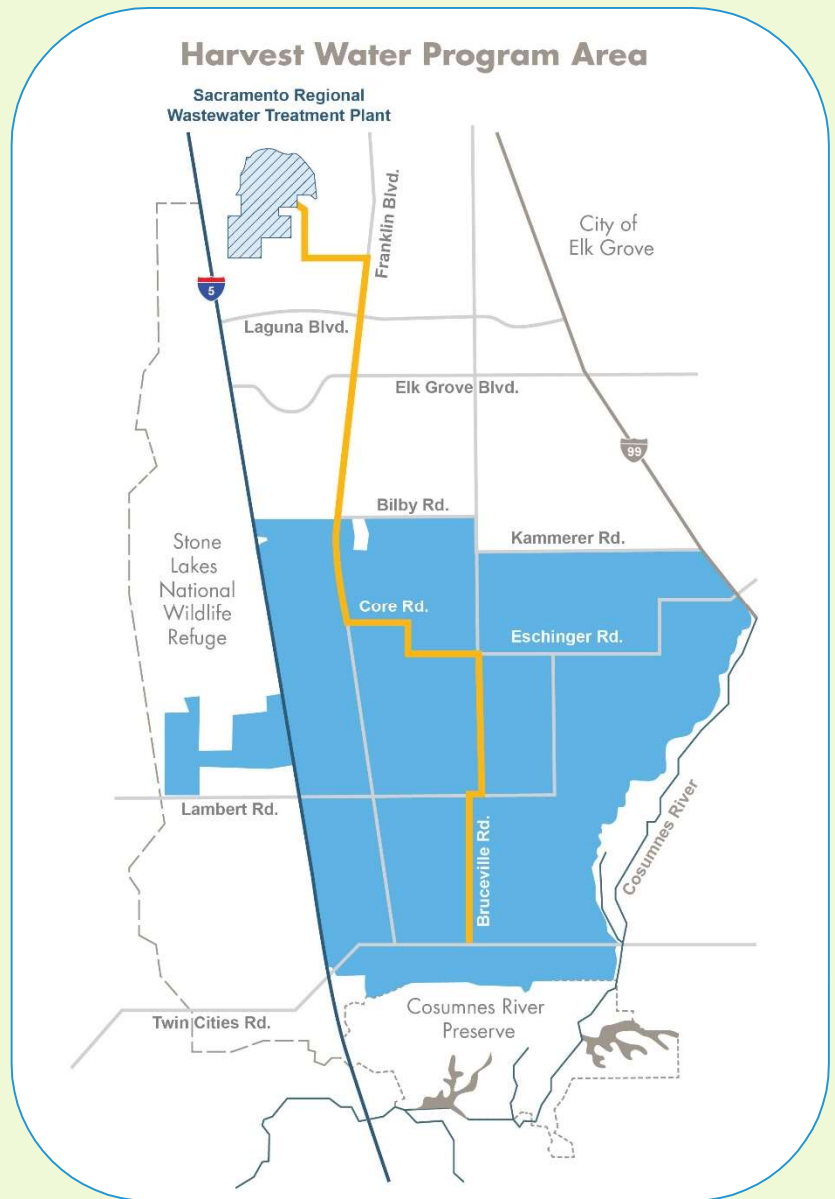 Harvest Water Program Area
Sacramento Regional
Wastewater Treatment Plant
Franklin Blvd.
City of
Elk Grove
5
Laguna Blvd.
Elk Grove Blvd.
99
Bilby Rd.
Kammerer Rd.
Stone
Lakes
National
Wildlife
Refuge
Core Rd.
Eschinger Rd.
Lambert Rd.
Cosumnes River
Bruceville Rd.
Cosumnes River
Preserve
Twin Cities Rd.